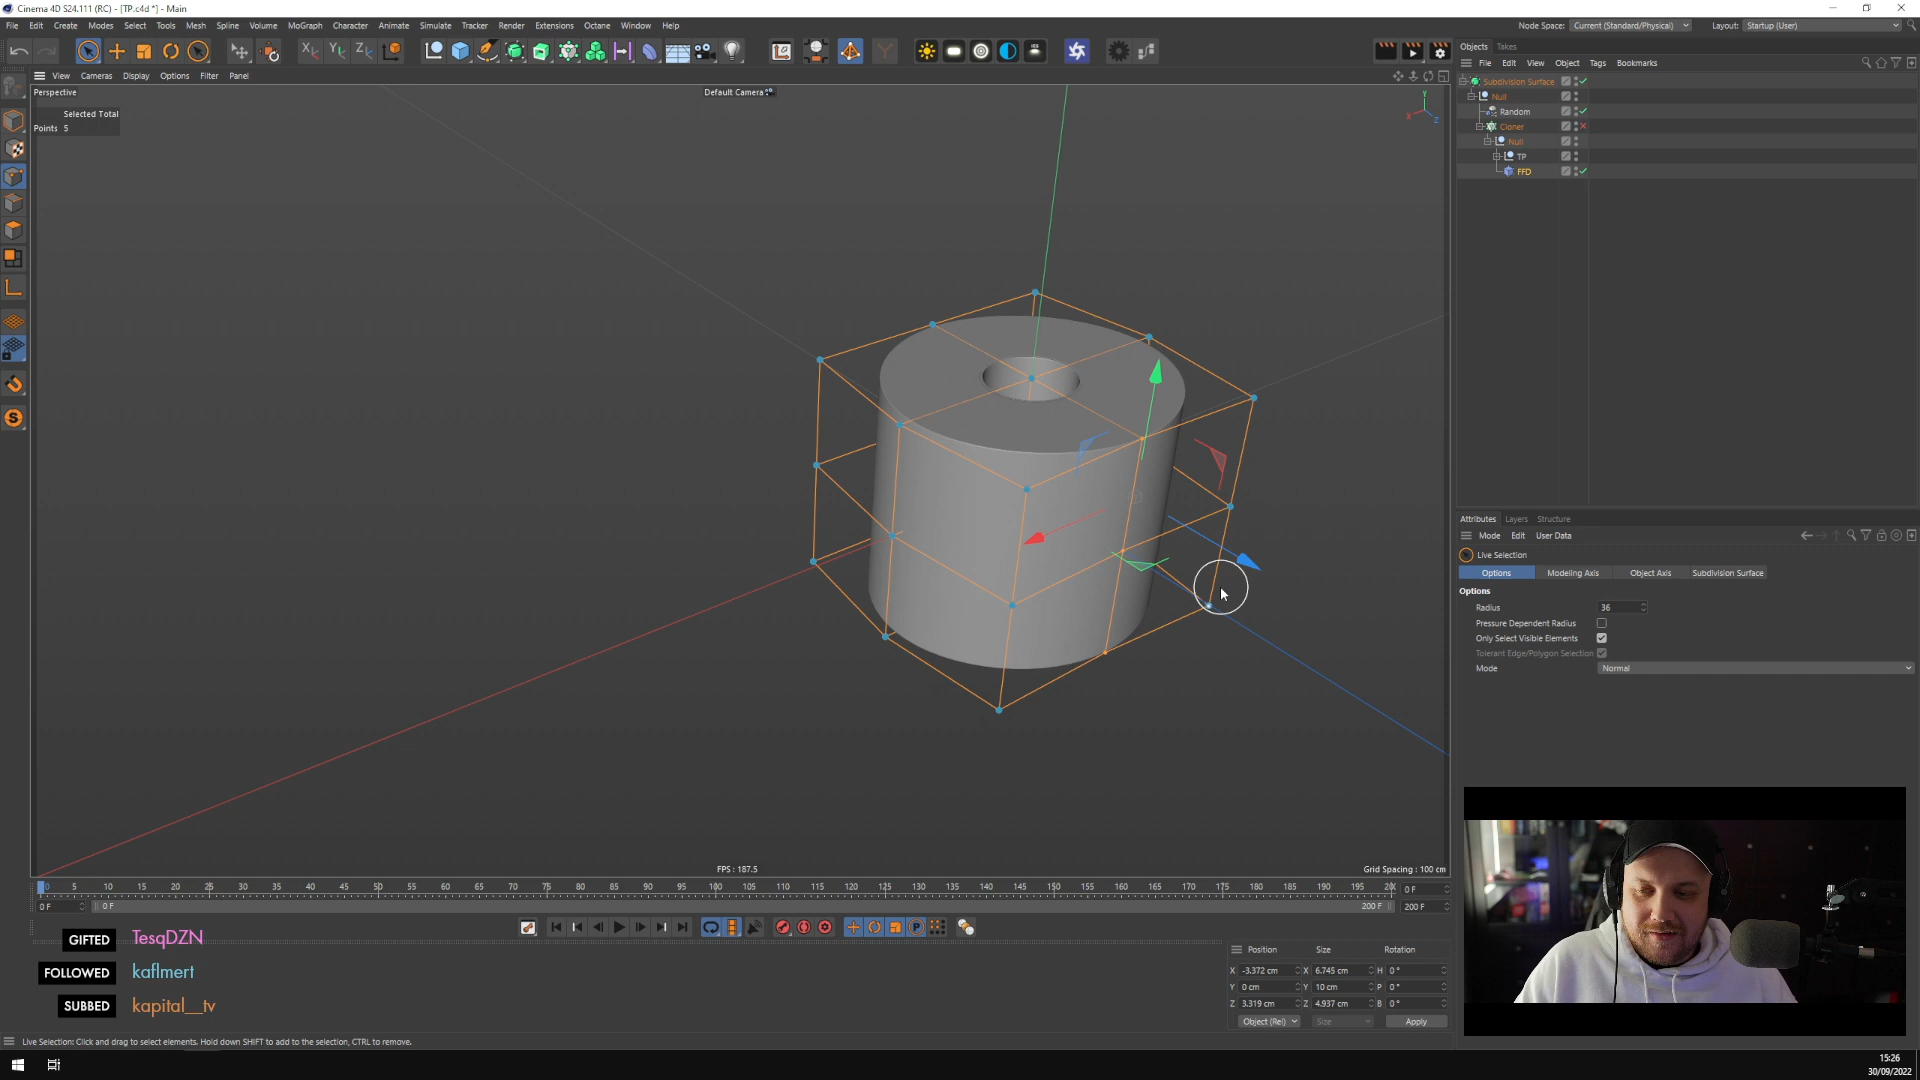 Cinema 4D S24.111 (RC) - [TP.c4d *] - Main
File Edit Create Modes Select Tools Mesh Spline Volume MoGraph Character Animate Simulate Tracker Render Extensions Octane Window Help
Node Space: Current (Standard/Physical) Layout: Startup (User)
Objects Takes
File Edit View Object Tags Bookmarks
View Cameras Display Options Filter Panel
Perspective
Default Camera
Selected Total
Points 5
Y
X
Z
Subdivision Surface
Null
Random
Cloner
Null
TP
FFD
Attributes Layers Structure
Mode Edit User Data
Live Selection
Options Modeling Axis Object Axis Subdivision Surface
Options
Radius 36
Pressure Dependent Radius
Only Select Visible Elements
Tolerant Edge/Polygon Selection
Mode Normal
FPS : 187.5
Grid Spacing : 100 cm
0 5 10 15 20 25 30 35 40 45 50 55 60 65 70 75 80 85 90 95 100 105 110 115 120 125 130 135 140 145 150 155 160 165 170 175 180 185 190 195 200 0 F
0 F 0 F 200 F 200 F
GIFTED TesqDZN
FOLLOWED kaflmert
SUBBED kapital__tv
Position Size Rotation
X -3.372 cm X 6.745 cm H 0 °
Y 0 cm Y 10 cm P 0 °
Z 3.319 cm Z 4.937 cm B 0 °
Object (Rel) Size Apply
Live Selection: Click and drag to select elements. Hold down SHIFT to add to the selection, CTRL to remove.
15:26
30/09/2022